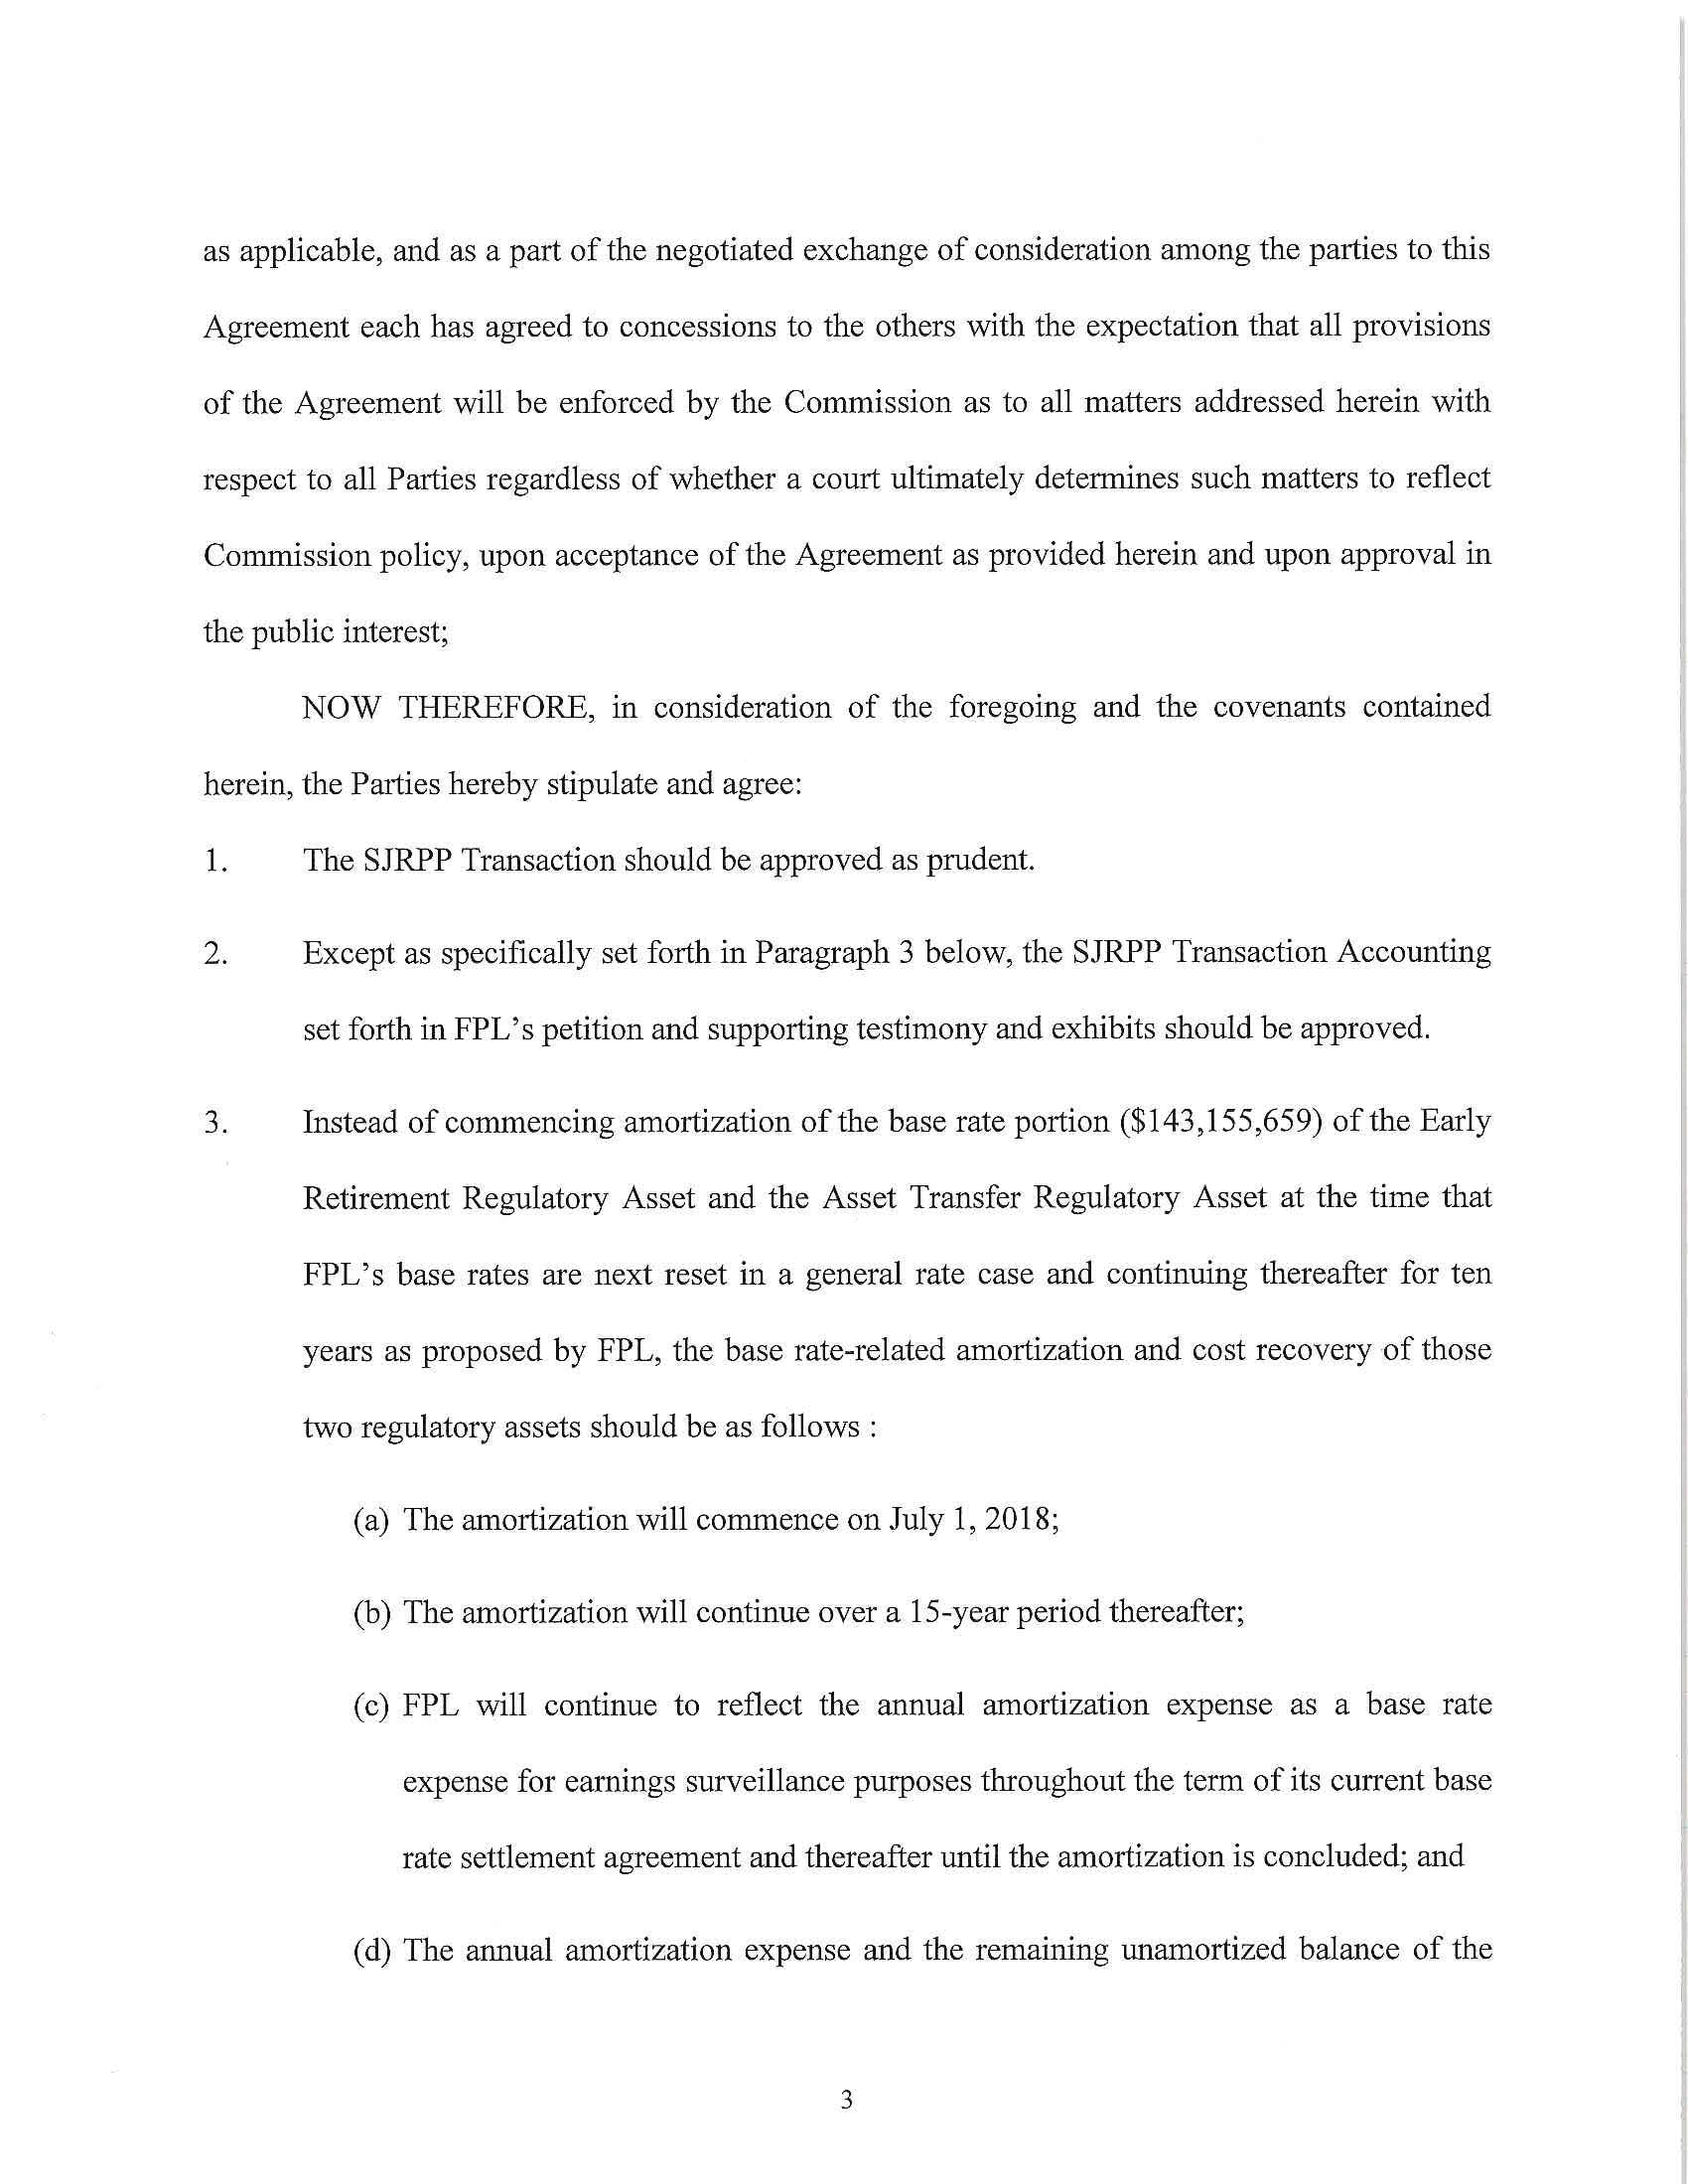 as applicable, and as a part of the negotiated exchange of consideration among the parties to this
Agreement each has agreed to concessions to the others with the expectation that all provisions
of the Agreement will be enforced by the Commission as to all matters addressed herein with
respect to all Parties regardless of whether a court ultimately determines such matters to reflect
Commission policy, upon acceptance of the Agreement as provided herein and upon approval in
the public interest;
NOW THEREFORE, in consideration of the foregoing and the covenants contained
herein, the Parties hereby stipulate and agree:
1. The SJRPP Transaction should be approved as prudent.
2. Except as specifically set forth in Paragraph 3 below, the SJRPP Transaction Accounting
set forth in FPL's petition and supporting testimony and exhibits should be approved.
3. Instead of commencing amortization of the base rate portion ($143,155,659) of the Early
Retirement Regulatory Asset and the Asset Transfer Regulatory Asset at the time that
FPL's base rates are next reset in a general rate case and continuing thereafter for ten
years as proposed by FPL, the base rate-related amortization and cost recovery of those
two regulatory assets should be as follows :
(a) The amortization will commence on July 1, 2018;
(b) The amortization will continue over a 15-year period thereafter;
(c) FPL will continue to reflect the annual amortization expense as a base rate
expense for earnings surveillance purposes throughout the term of its current base
rate settlement agreement and thereafter until the amortization is concluded; and
(d) The annual amortization expense and the remaining unamortized balance of the
3